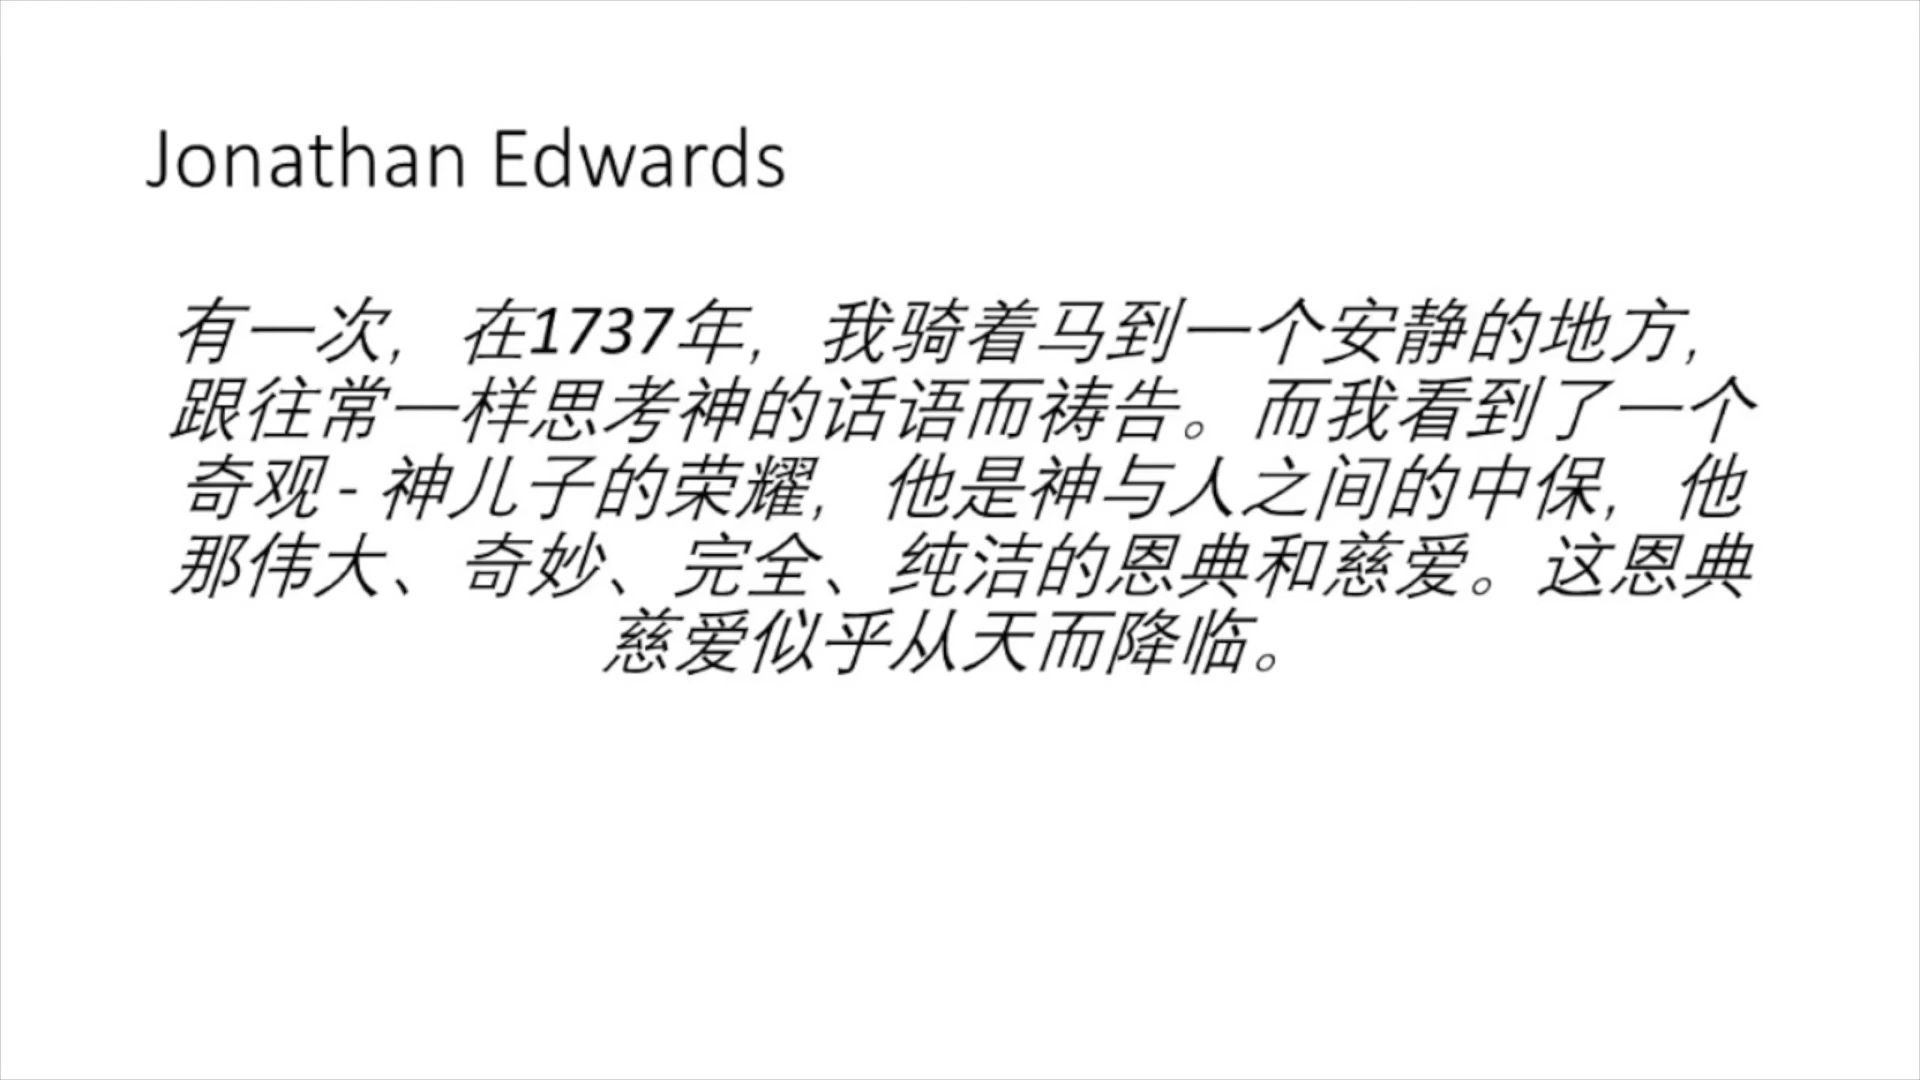 Jonathan Edwards
有一次，在1737年，我骑着马到一个安静的地方，
跟往常一样思考神的话语而祷告。而我看到了一个
奇观 - 神儿子的荣耀，他是神与人之间的中保，他
那伟大、奇妙、完全、纯洁的恩典和慈爱。这恩典
慈爱似乎从天而降临。